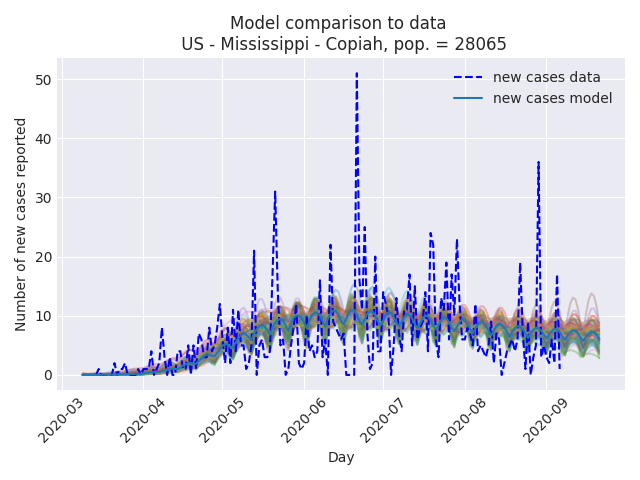 Model comparison to data
US - Mississippi - Copiah, pop. = 28065
new cases data
new cases model
Number of new cases reported
50
40
30
20
10
0
2020-03
2020-04
2020-05
2020-06
2020-07
2020-08
2020-09
Day